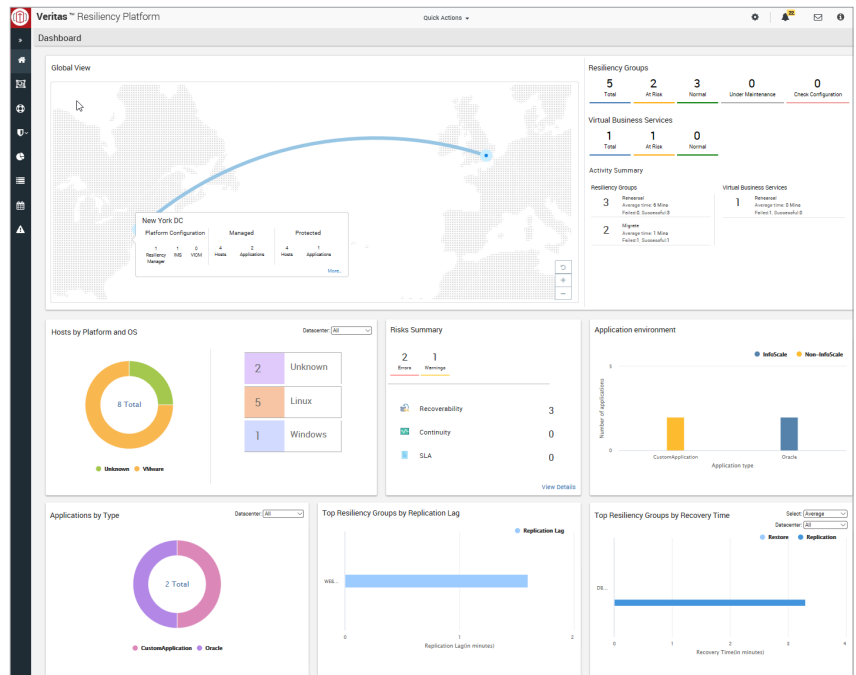 Veritas ™ Resiliency Platform
Quick Actions
22
Dashboard
Global View
New York DC
Platform Configuration Managed Protected
1 1 0 4 2 4 1
Resiliency Manager IMS VIOM Hosts Applications Hosts Applications
More.
Resiliency Groups
5 2 3 0 0
Total At Risk Normal Under Maintenance Check Configuration
Virtual Business Services
1 1 0
Total At Risk Normal
Activity Summary
Resiliency Groups
3 Rehearsal
Average time: 6 Mins
Failed: 0, Successful: 3
2 Migrate
Average time: 1 Mins
Failed: 1, Successful: 1
Virtual Business Services
1 Rehearsal
Average time: 0 Mins
Failed: 1, Successful: 0
Hosts by Platform and OS
Datacenter: All
8 Total
Unknown VMware
2 Unknown
5 Linux
1 Windows
Risks Summary
2 1
Errors Warnings
Recoverability 3
Continuity 0
SLA 0
View Details
Application environment
InfoScale Non-InfoScale
Number of applications
5
0
CustomApplication Oracle
Application type
Applications by Type
Datacenter: All
2 Total
CustomApplication Oracle
Top Resiliency Groups by Replication Lag
Replication Lag
WEB...
0 1 2
Replication Lag(in minutes)
Top Resiliency Groups by Recovery Time
Select: Average
Datacenter: All
Restore Replication
OS...
0 1 2 3 4
Recovery Time(in minutes)